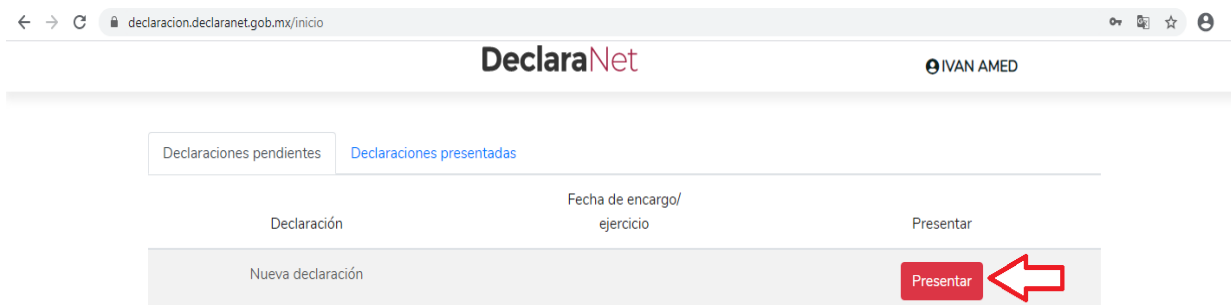 declaracion.declaranet.gob.mx/inicio
DeclaraNet
IVAN AMED
Declaraciones pendientes
Declaraciones presentadas
Declaración
Fecha de encargo/
ejercicio
Presentar
Nueva declaración
Presentar